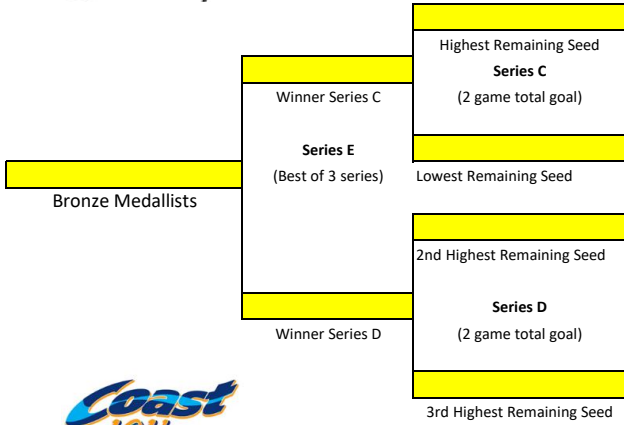 Highest Remaining Seed
Series C
(2 game total goal)
Winner Series C
Series E
(Best of 3 series)
Lowest Remaining Seed
Bronze Medallists
2nd Highest Remaining Seed
Series D
(2 game total goal)
Winner Series D
3rd Highest Remaining Seed
Coast